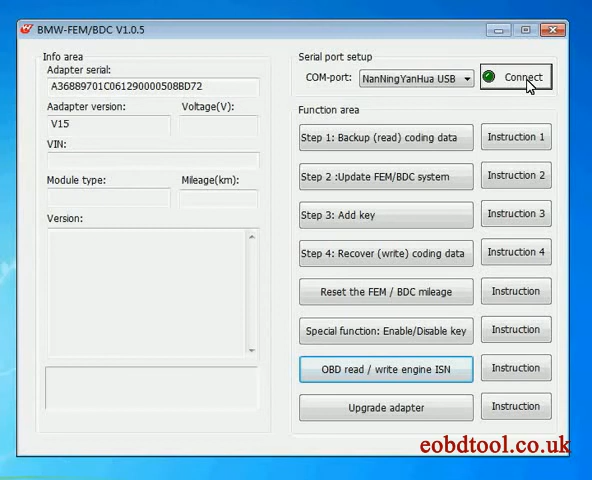 BMW-FEM/BDC V1.0.5
Info area
Adapter serial:
A36889701C061290000508BD72
Aadapter version:
Voltage(V):
V15
VIN:
Module type:
Mileage(km):
Version:
Serial port setup
COM-port:
NanNingYanHua USB
Connect
Function area
Step 1: Backup (read) coding data
Instruction 1
Step 2 :Update FEM/BDC system
Instruction 2
Step 3: Add key
Instruction 3
Step 4: Recover (write) coding data
Instruction 4
Reset the FEM / BDC mileage
Instruction
Special function: Enable/Disable key
Instruction
OBD read / write engine ISN
Instruction
Upgrade adapter
Instruction
eobdtool.co.uk